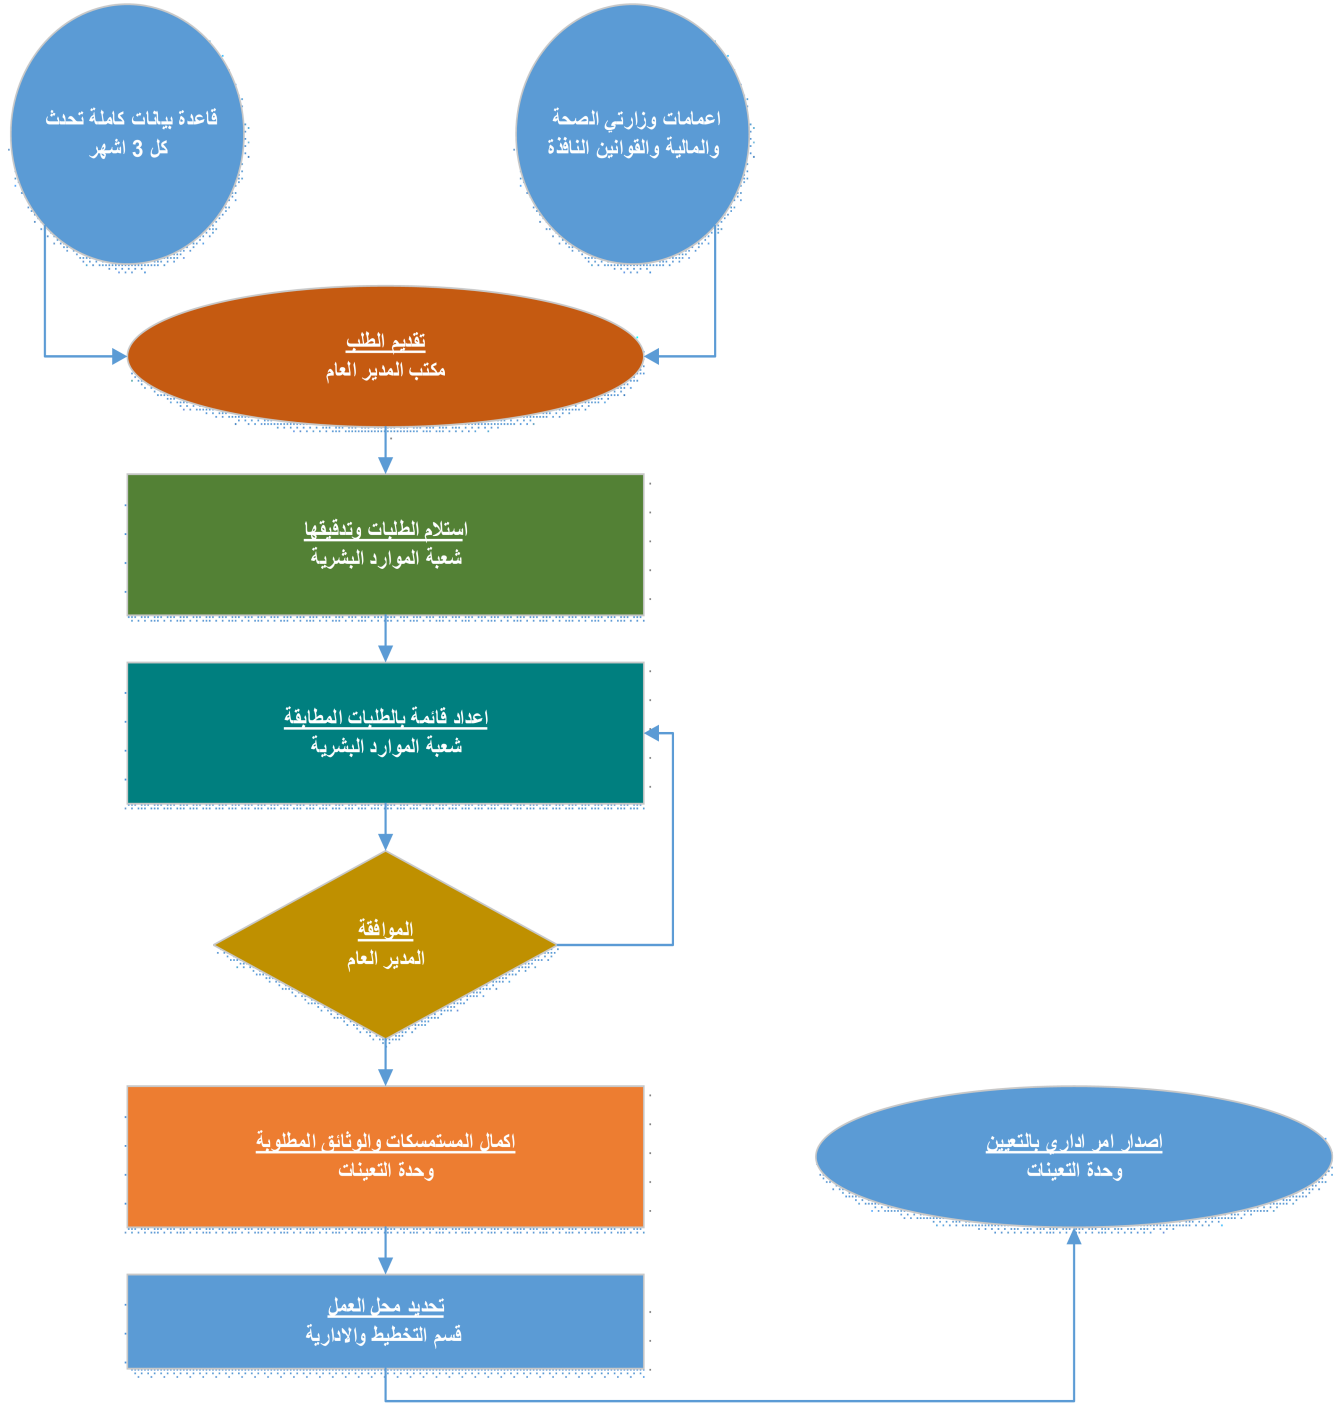 اعمامات وزارتي الصحة
والمالية والقوانين النافذة
قاعدة بيانات كاملة تحدث
كل 3 اشهر
تقديم الطلب
مكتب المدير العام
استلام الطلبات وتدقيقها
شعبة الموارد البشرية
اعداد قائمة بالطلبات المطابقة
شعبة الموارد البشرية
الموافقة
المدير العام
اكمال المستمسكات والوثائق المطلوبة
وحدة التعينات
تحديد محل العمل
قسم التخطيط والادارية
اصدار امر اداري بالتعيين
وحدة التعينات